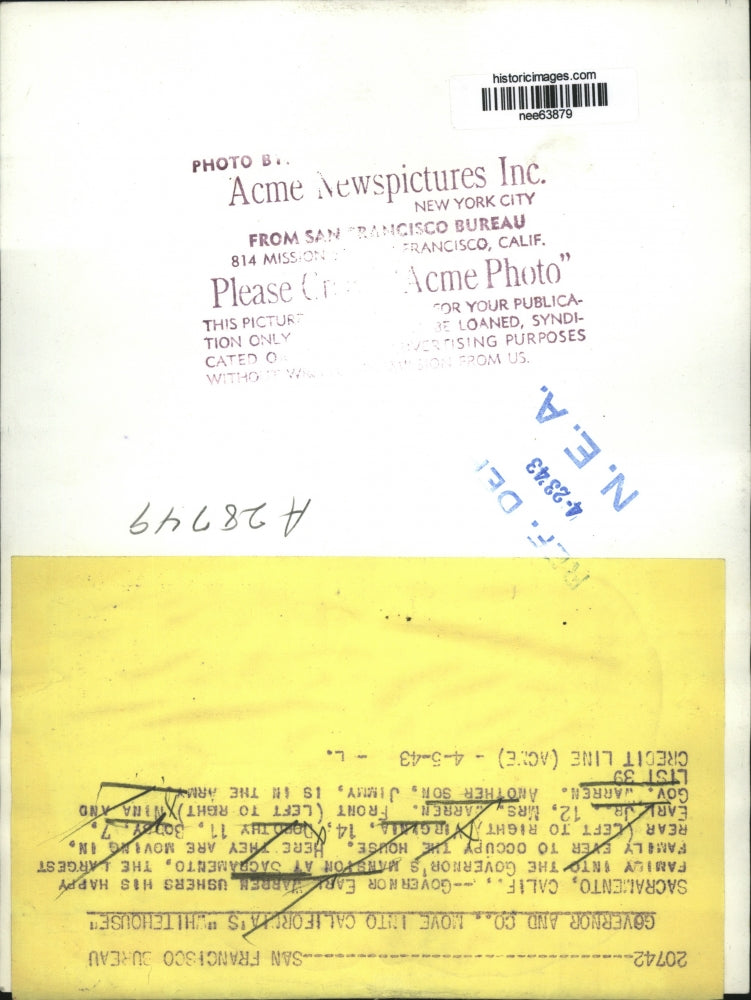 historicimages.com
nee63879
PHOTO BY
Acme Newspictures Inc.
NEW YORK CITY
FROM SAN FRANCISCO BUREAU
814 MISSION FRANCISCO, CALIF.
Please "Acme Photo"
THIS PICTURE FOR YOUR PUBLICA-
TION ONLY BE LOANED, SYNDI-
CATED ADVERTISING PURPOSES
WITHOUT FROM US.
N. E. A.
REF. DEP
4-23-43
A28749
20742--------------------SAN FRANCISCO BUREAU
GOVERNOR AND CO., MOVE INTO CALIFORNIA'S "WHITEHOUSE"
SACRAMENTO, CALIF., --GOVERNOR EARL WARREN USHERS HIS HAPPY
FAMILY INTO THE GOVERNOR'S MANSION AT SACRAMENTO, THE LARGEST
FAMILY EVER TO OCCUPY THE HOUSE. HERE THEY ARE MOVING IN,
REAR (LEFT TO RIGHT) VIRGINIA, 14, DOROTHY 11, BOBBY, 7,
EARL JR. 12, MRS. WARREN. FRONT (LEFT TO RIGHT) NINA AND
GOV. WARREN. ANOTHER SON, JIMMY, IS IN THE ARMY
LIST 39
CREDIT LINE (ACME) - 4-5-43 - L.